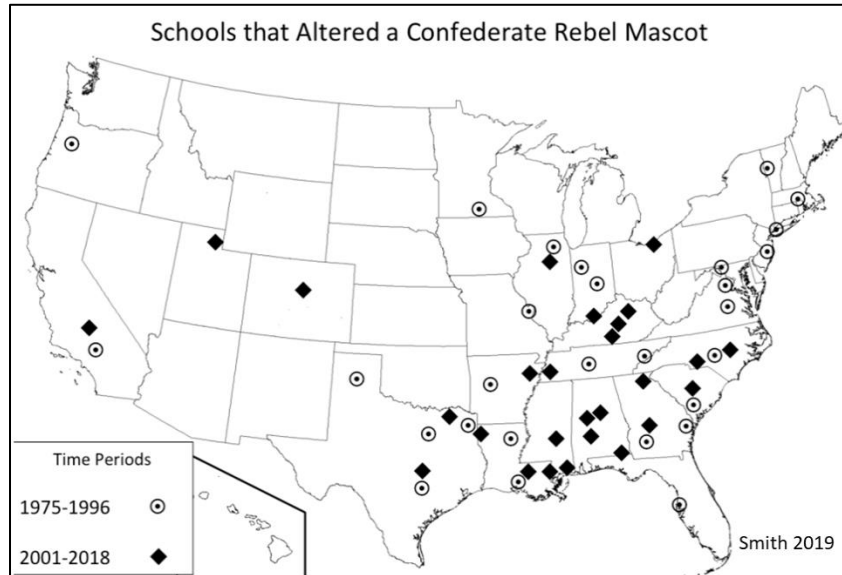 Schools that Altered a Confederate Rebel Mascot
Time Periods
1975-1996
2001-2018
Smith 2019